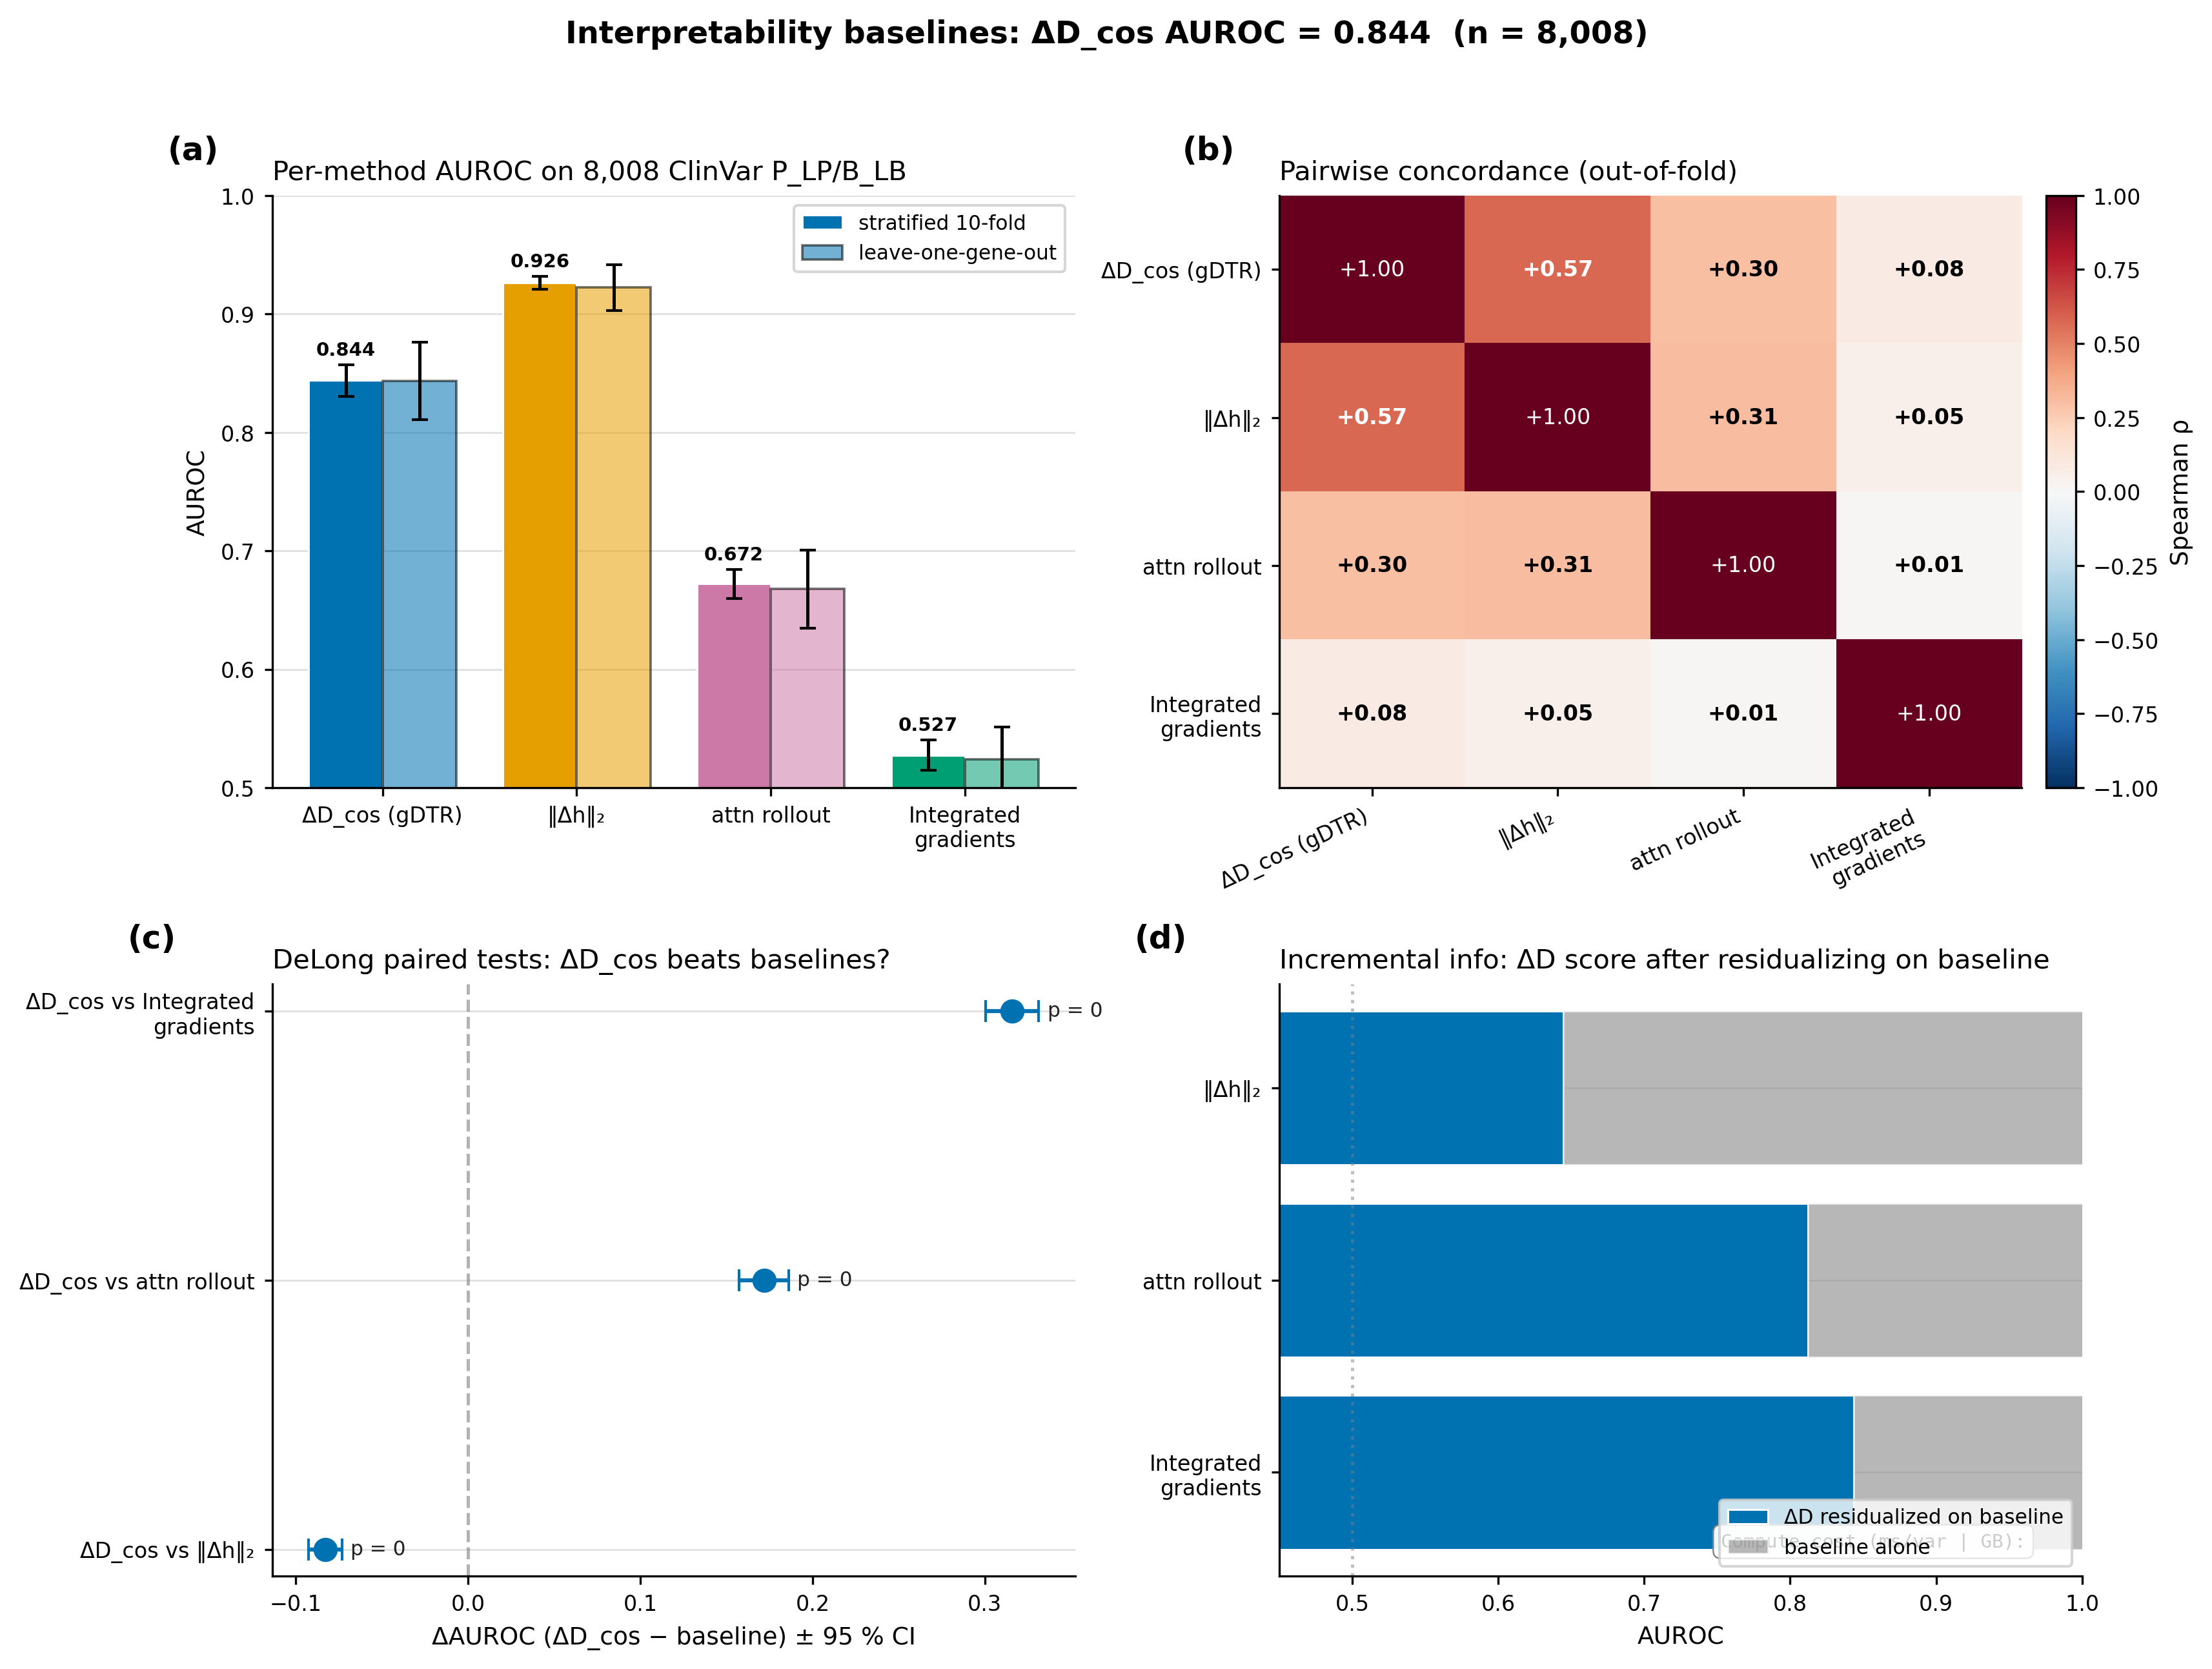 Interpretability baselines: ΔD_cos AUROC = 0.844  (n = 8,008)
(a)
Per-method AUROC on 8,008 ClinVar P_LP/B_LB
stratified 10-fold
leave-one-gene-out
AUROC
1.0
0.9
0.8
0.7
0.6
0.5
0.844
0.926
0.672
0.527
ΔD_cos (gDTR)
‖Δh‖₂
attn rollout
Integrated
gradients
(b)
Pairwise concordance (out-of-fold)
ΔD_cos (gDTR)
+1.00 +0.57 +0.30 +0.08
‖Δh‖₂
+0.57 +1.00 +0.31 +0.05
attn rollout
+0.30 +0.31 +1.00 +0.01
Integrated
gradients
+0.08 +0.05 +0.01 +1.00
ΔD_cos (gDTR)
‖Δh‖₂
attn rollout
Integrated
gradients
1.00
0.75
0.50
0.25
0.00
−0.25
−0.50
−0.75
−1.00
Spearman ρ
(c)
DeLong paired tests: ΔD_cos beats baselines?
ΔD_cos vs Integrated
gradients
p = 0
ΔD_cos vs attn rollout
p = 0
ΔD_cos vs ‖Δh‖₂
p = 0
−0.1 0.0 0.1 0.2 0.3
ΔAUROC (ΔD_cos − baseline) ± 95 % CI
(d)
Incremental info: ΔD score after residualizing on baseline
‖Δh‖₂
attn rollout
Integrated
gradients
ΔD residualized on baseline
Compute cost (ms/var | GB):
baseline alone
0.5 0.6 0.7 0.8 0.9 1.0
AUROC